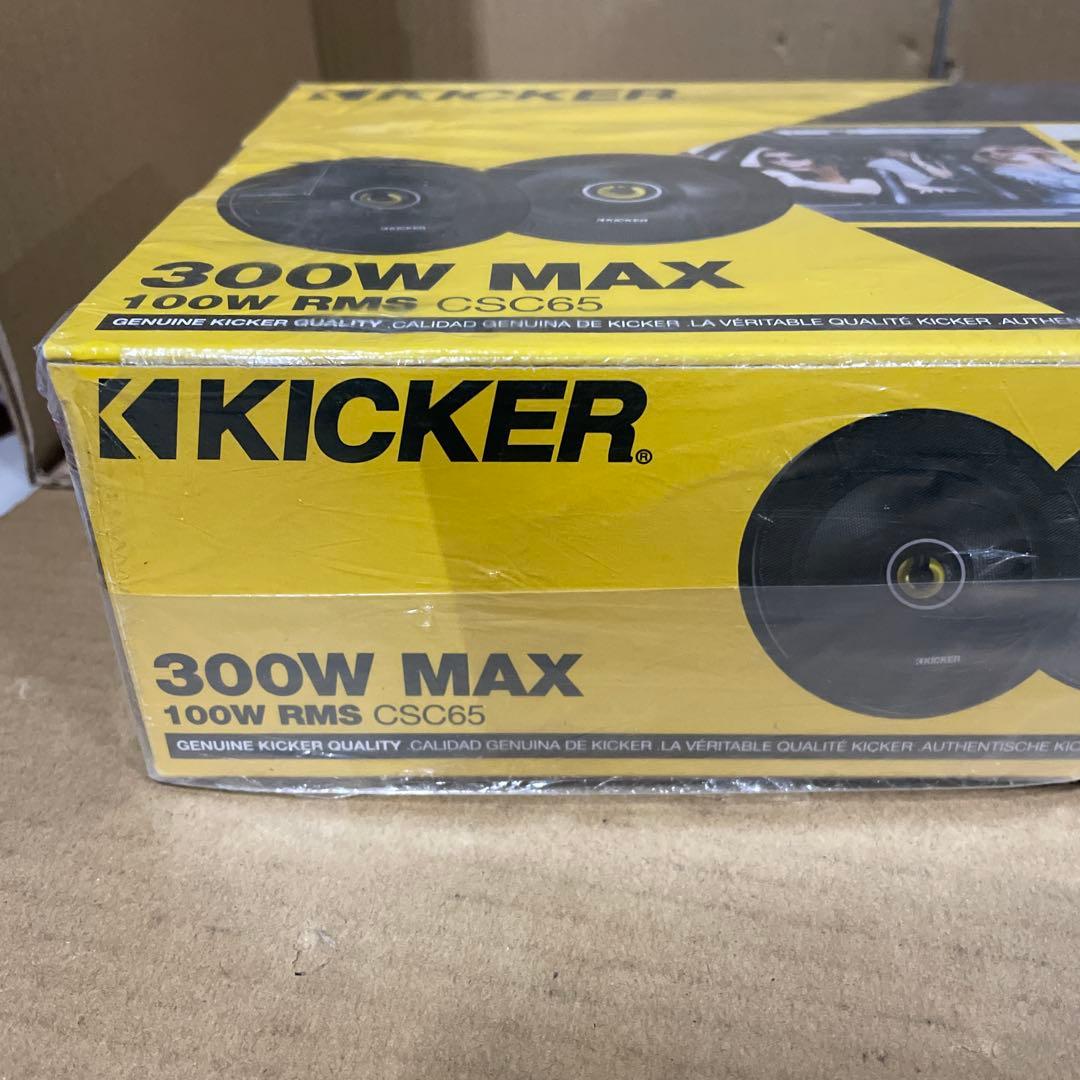 KICKER
KICKER
KICKER
300W MAX
100W RMS CSC65
GENUINE KICKER QUALITY .CALIDAD GENUINA DE KICKER .LA VÉRITABLE QUALITÉ KICKER .AUTHEN
KICKER®
KICKER
300W MAX
100W RMS CSC65
GENUINE KICKER QUALITY .CALIDAD GENUINA DE KICKER .LA VÉRITABLE QUALITÉ KICKER .AUTHENTISCHE KIC